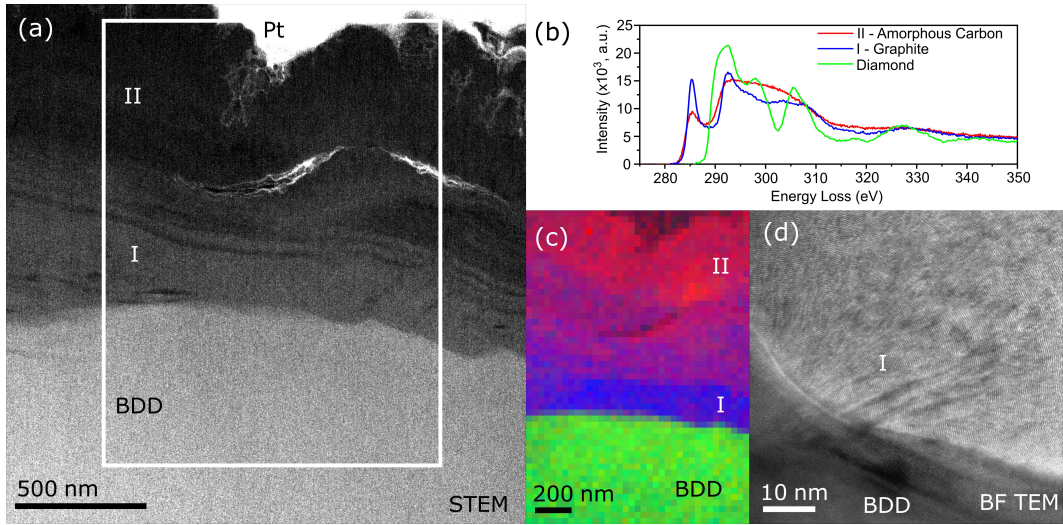 (a)
Pt
II
I
BDD
500 nm
STEM
(b)
Intensity (x10³, a.u.)
25
20
15
10
5
0
II - Amorphous Carbon
I - Graphite
Diamond
280 290 300 310 320 330 340 350
Energy Loss (eV)
(c)
II
I
BDD
200 nm
(d)
I
10 nm
BDD
BF TEM